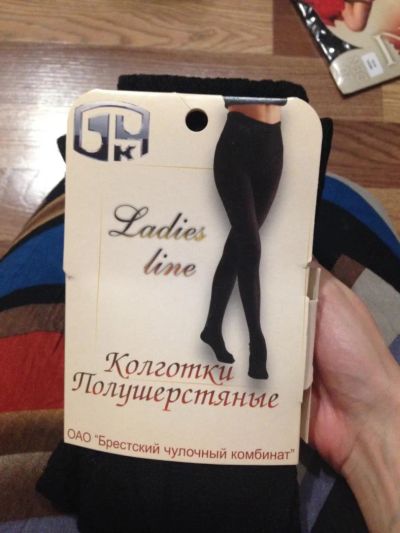 Ladies
line
Колготки
Полушерстяные
ОАО "Брестский чулочный комбинат"